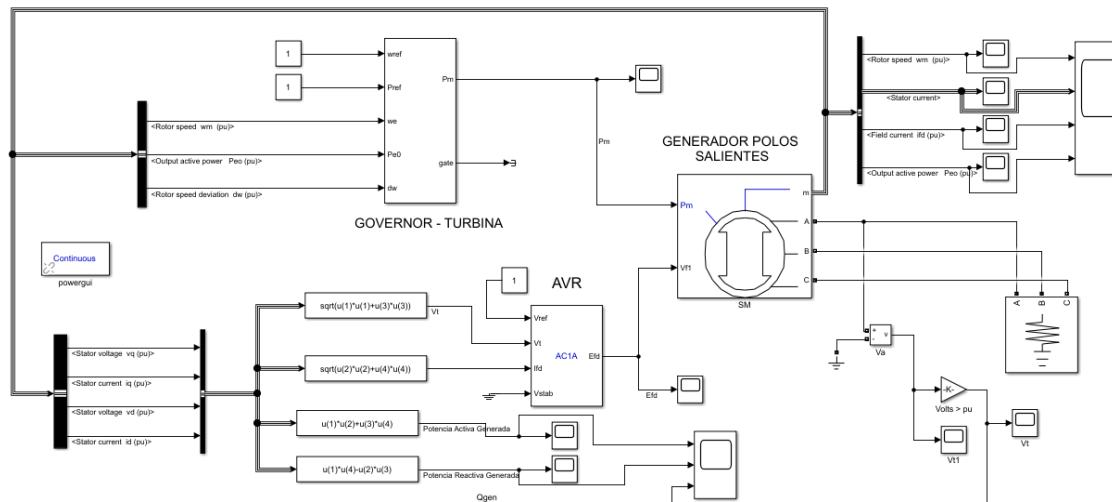 1
wref
1
Pref
Pm
we
<Rotor speed  wm  (pu)>
Pe0
<Output active power   Peo (pu)>
gate
dw
<Rotor speed deviation  dw (pu)>
GOVERNOR - TURBINA
Pm
<Rotor speed  wm  (pu)>
<Stator current>
<Field current  ifd (pu)>
<Output active power   Peo (pu)>
GENERADOR POLOS
SALIENTES
m
Pm
A
B
Vf1
C
SM
A
B
C
Continuous
powergui
<Stator voltage  vq (pu)>
<Stator current  iq (pu)>
<Stator voltage  vd (pu)>
<Stator current  id (pu)>
sqrt(u(1)*u(1)+u(3)*u(3))
Vt
sqrt(u(2)*u(2)+u(4)*u(4))
u(1)*u(2)+u(3)*u(4)
Potencia Activa Generada
u(1)*u(4)-u(2)*u(3)
Potencia Reactiva Generada
Qgen
AVR
1
Vref
Vt
AC1A
Efd
Ifd
Vstab
Efd
+
-
v
Va
-K-
Volts > pu
Vt1
Vt